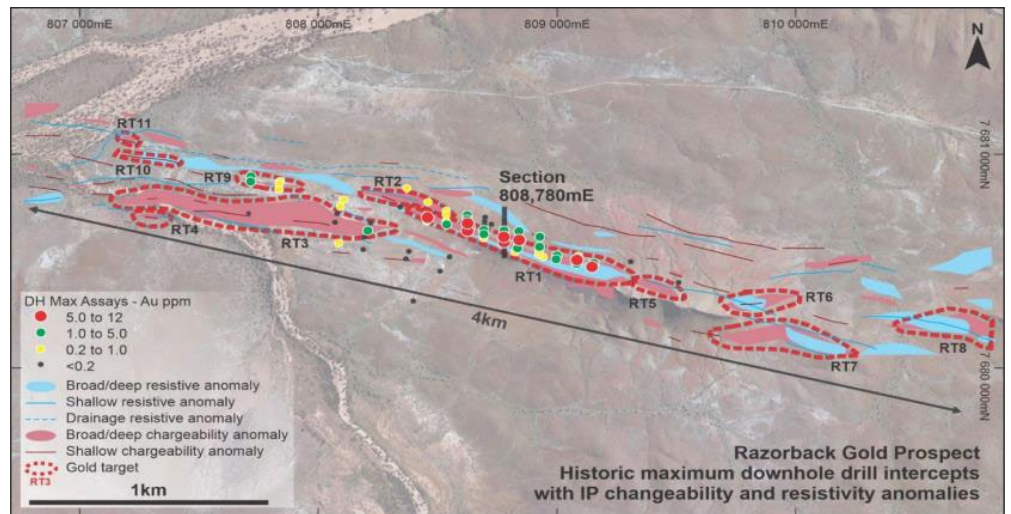 807 000mE
808 000mE
809 000mE
810 000mE
N
7 681 000mN
RT11
RT10
RT9
RT2
Section
808,780mE
RT4
RT3
RT1
RT5
RT6
RT7
RT8
4km
7 680 000mN
DH Max Assays - Au ppm
5.0 to 12
1.0 to 5.0
0.2 to 1.0
<0.2
Broad/deep resistive anomaly
Shallow resistive anomaly
Drainage resistive anomaly
Broad/deep chargeability anomaly
Shallow chargeability anomaly
Gold target
RT3
1km
Razorback Gold Prospect
Historic maximum downhole drill intercepts
with IP changeability and resistivity anomalies